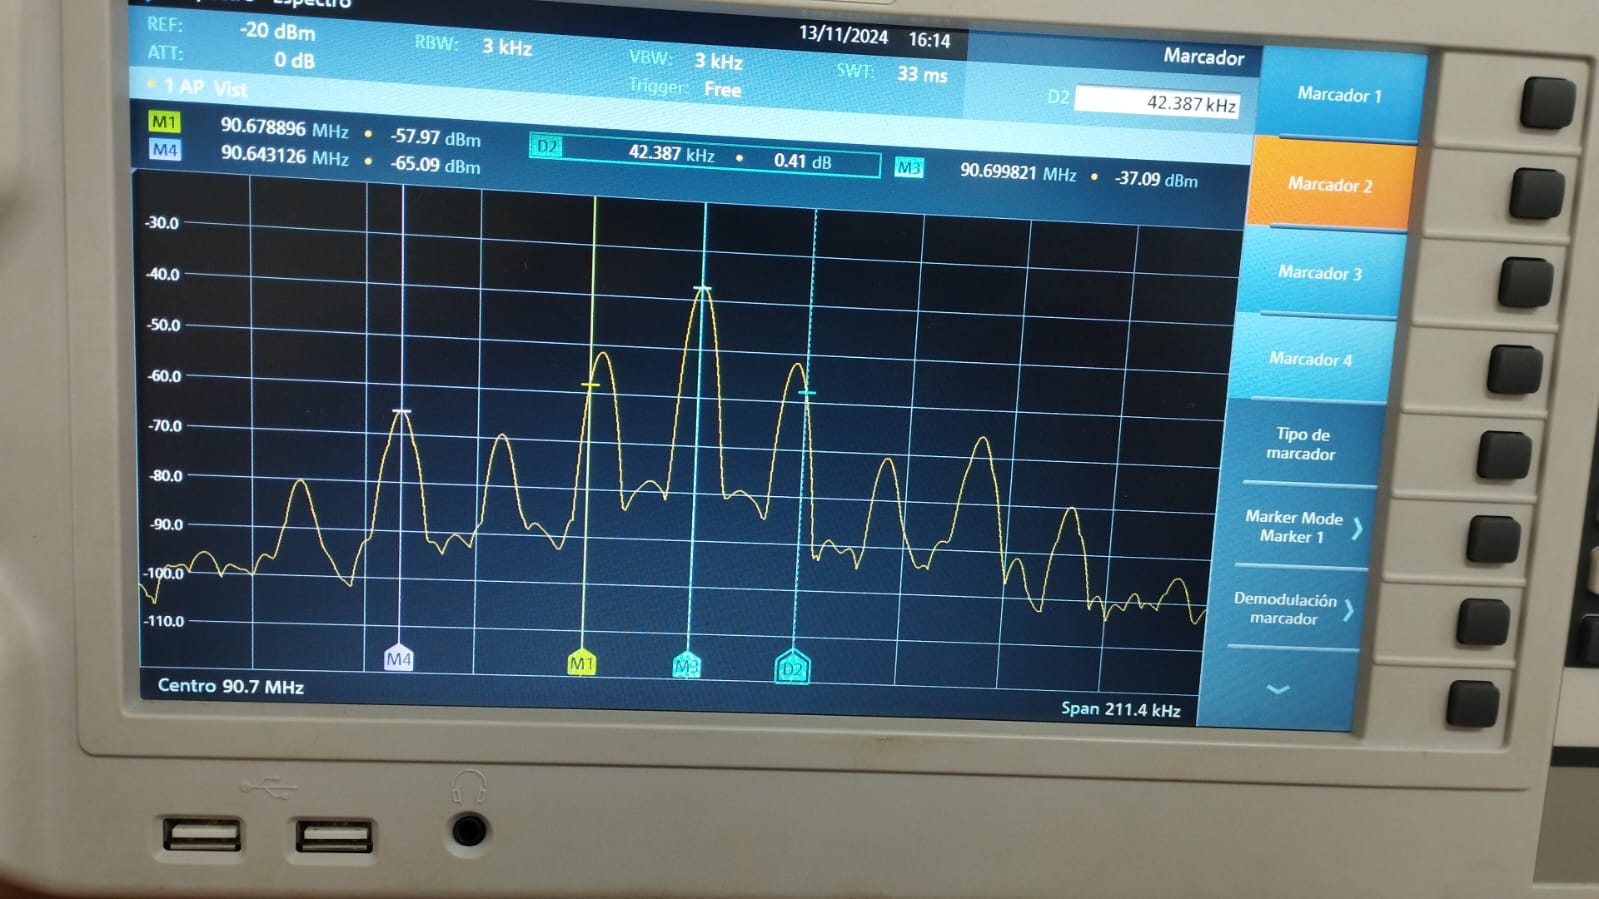 Espectro
REF: -20 dBm
ATT: 0 dB
RBW: 3 kHz
VBW: 3 kHz
Trigger: Free
SWT: 33 ms
13/11/2024 16:14
Marcador
D2 42.387 kHz
1 AP Vist
M1 90.678896 MHz • -57.97 dBm
M4 90.643126 MHz • -65.09 dBm
D2 42.387 kHz • 0.41 dB
M3 90.699821 MHz • -37.09 dBm
-30.0
-40.0
-50.0
-60.0
-70.0
-80.0
-90.0
-100.0
-110.0
M4 M1 M3 D2
Centro 90.7 MHz
Span 211.4 kHz
Marcador 1
Marcador 2
Marcador 3
Marcador 4
Tipo de
marcador
Marker Mode
Marker 1
Demodulación
marcador